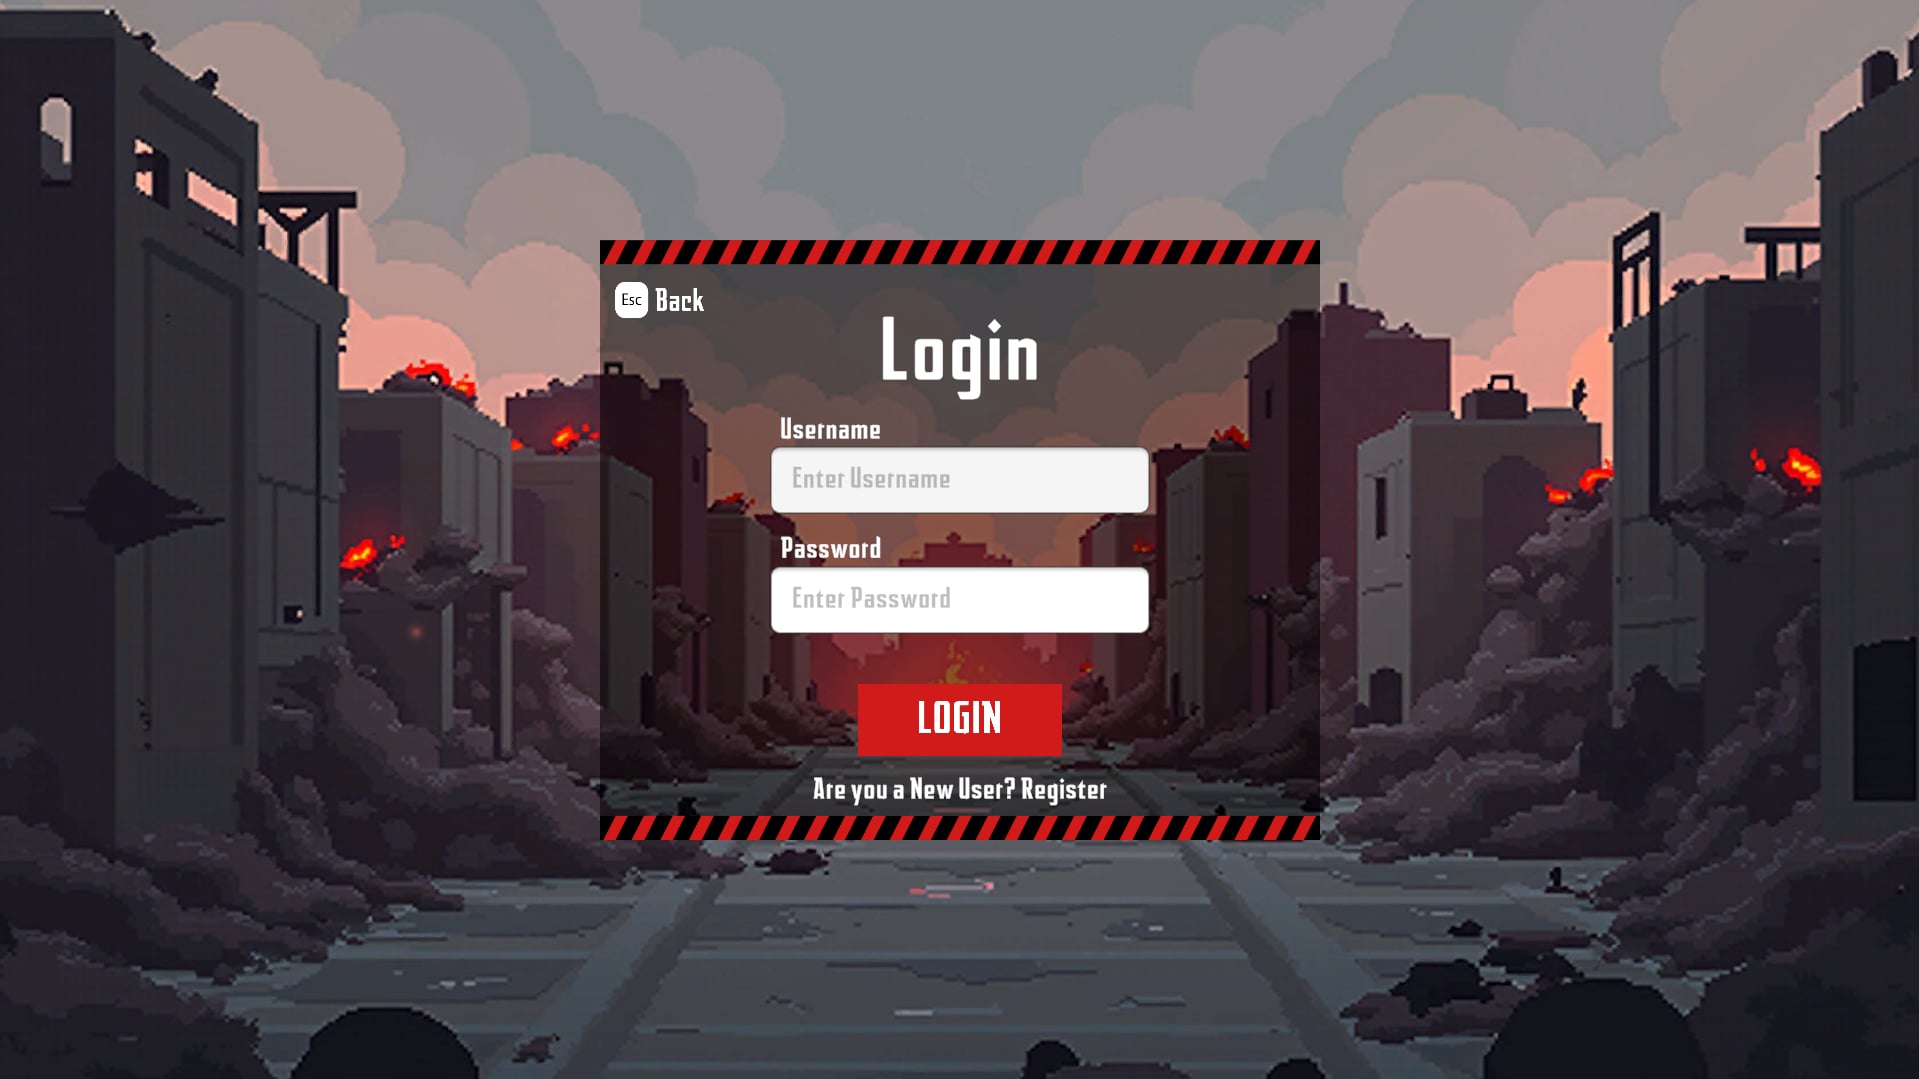 Esc Back
Login
Username
Enter Username
Password
Enter Password
LOGIN
Are you a New User? Register